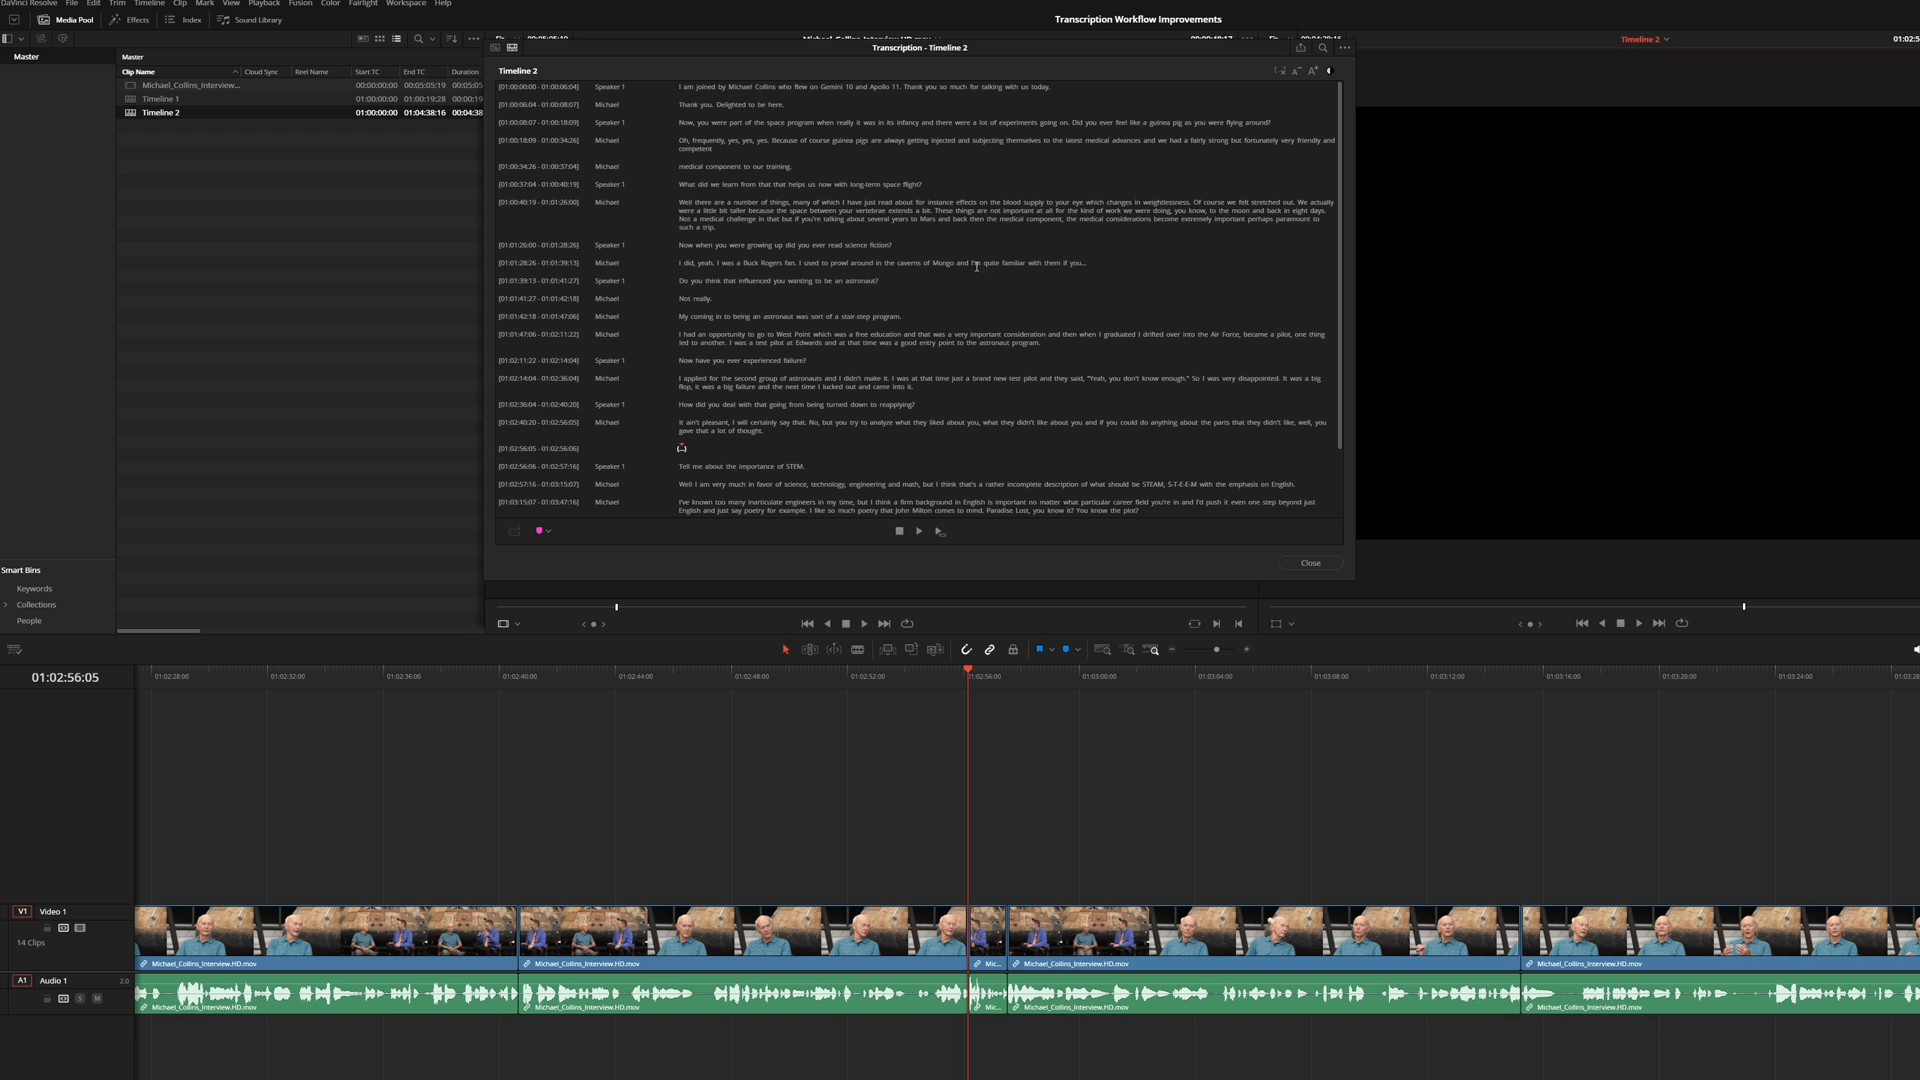 DaVinci Resolve File Edit Trim Timeline Clip Mark View Playback Fusion Color Fairlight Workspace Help
Media Pool Effects Index Sound Library Transcription Workflow Improvements
Timeline 2
Master Master Transcription - Timeline 2
Clip Name Cloud Sync Reel Name Start TC End TC Duration
Timeline 2
Michael_Collins_Interview... 00:00:00:00 00:05:05:19 00:05:05
Timeline 1 01:00:00:00 01:00:19:28 00:00:19
Timeline 2 01:00:00:00 01:04:38:16 00:04:38
[01:00:00:00 - 01:00:06:04] Speaker 1 I am joined by Michael Collins who flew on Gemini 10 and Apollo 11. Thank you so much for talking with us today.
[01:00:06:04 - 01:00:08:07] Michael Thank you. Delighted to be here.
[01:00:08:07 - 01:00:18:09] Speaker 1 Now, you were part of the space program when really it was in its infancy and there were a lot of experiments going on. Did you ever feel like a guinea pig as you were flying around?
[01:00:18:09 - 01:00:34:26] Michael Oh, frequently, yes, yes, yes. Because of course guinea pigs are always getting injected and subjecting themselves to the latest medical advances and we had a fairly strong but fortunately very friendly and
competent
[01:00:34:26 - 01:00:37:04] Michael medical component to our training.
[01:00:37:04 - 01:00:40:19] Speaker 1 What did we learn from that that helps us now with long-term space flight?
[01:00:40:19 - 01:01:26:00] Michael Well there are a number of things, many of which I have just read about for instance effects on the blood supply to your eye which changes in weightlessness. Of course we felt stretched out. We actually
were a little bit taller because the space between your vertebrae extends a bit. These things are not important at all for the kind of work we were doing, you know, to the moon and back in eight days.
Not a medical challenge in that but if you're talking about several years to Mars and back then the medical component, the medical considerations become extremely important perhaps paramount to
such a trip.
[01:01:26:00 - 01:01:28:26] Speaker 1 Now when you were growing up did you ever read science fiction?
[01:01:28:26 - 01:01:39:13] Michael I did, yeah. I was a Buck Rogers fan. I used to prowl around in the caverns of Mongo and I'm quite familiar with them if you...
[01:01:39:13 - 01:01:41:27] Speaker 1 Do you think that influenced you wanting to be an astronaut?
[01:01:41:27 - 01:01:42:18] Michael Not really.
[01:01:42:18 - 01:01:47:06] Michael My coming in to being an astronaut was sort of a stair-step program.
[01:01:47:06 - 01:02:11:22] Michael I had an opportunity to go to West Point which was a free education and that was a very important consideration and then when I graduated I drifted over into the Air Force, became a pilot, one thing
led to another. I was a test pilot at Edwards and at that time was a good entry point to the astronaut program.
[01:02:11:22 - 01:02:14:04] Speaker 1 Now have you ever experienced failure?
[01:02:14:04 - 01:02:36:04] Michael I applied for the second group of astronauts and I didn't make it. I was at that time just a brand new test pilot and they said, "Yeah, you don't know enough." So I was very disappointed. It was a big
flop, it was a big failure and the next time I lucked out and came into it.
[01:02:36:04 - 01:02:40:20] Speaker 1 How did you deal with that going from being turned down to reapplying?
[01:02:40:20 - 01:02:56:05] Michael It ain't pleasant, I will certainly say that. No, but you try to analyze what they liked about you, what they didn't like about you and if you could do anything about the parts that they didn't like, well, you
gave that a lot of thought.
[01:02:56:05 - 01:02:56:06]
[01:02:56:06 - 01:02:57:16] Speaker 1 Tell me about the importance of STEM.
[01:02:57:16 - 01:03:15:07] Michael Well I am very much in favor of science, technology, engineering and math, but I think that's a rather incomplete description of what should be STEAM, S-T-E-E-M with the emphasis on English.
[01:03:15:07 - 01:03:47:16] Michael I've known too many inarticulate engineers in my time, but I think a firm background in English is important no matter what particular career field you're in and I'd push it even one step beyond just
English and just say poetry for example. I like so much poetry that John Milton comes to mind. Paradise Lost, you know it? You know the plot?
Close
Smart Bins
Keywords
Collections
People
01:02:56:05 01:02:28:00 01:02:32:00 01:02:36:00 01:02:40:00 01:02:44:00 01:02:48:00 01:02:52:00 01:02:56:00 01:03:00:00 01:03:04:00 01:03:08:00 01:03:12:00 01:03:16:00 01:03:20:00 01:03:24:00 01:03:28
V1 Video 1
14 Clips
Michael_Collins_Interview.HD.mov Michael_Collins_Interview.HD.mov Mic... Michael_Collins_Interview.HD.mov Michael_Collins_Interview.HD.mov
A1 Audio 1 2.0
S M
Michael_Collins_Interview.HD.mov Michael_Collins_Interview.HD.mov Mic... Michael_Collins_Interview.HD.mov Michael_Collins_Interview.HD.mov